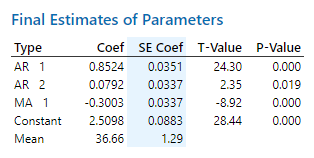 Final Estimates of Parameters
Type Coef SE Coef T-Value P-Value
AR 1 0.8524 0.0351 24.30 0.000
AR 2 0.0792 0.0337 2.35 0.019
MA 1 -0.3003 0.0337 -8.92 0.000
Constant 2.5098 0.0883 28.44 0.000
Mean 36.66 1.29